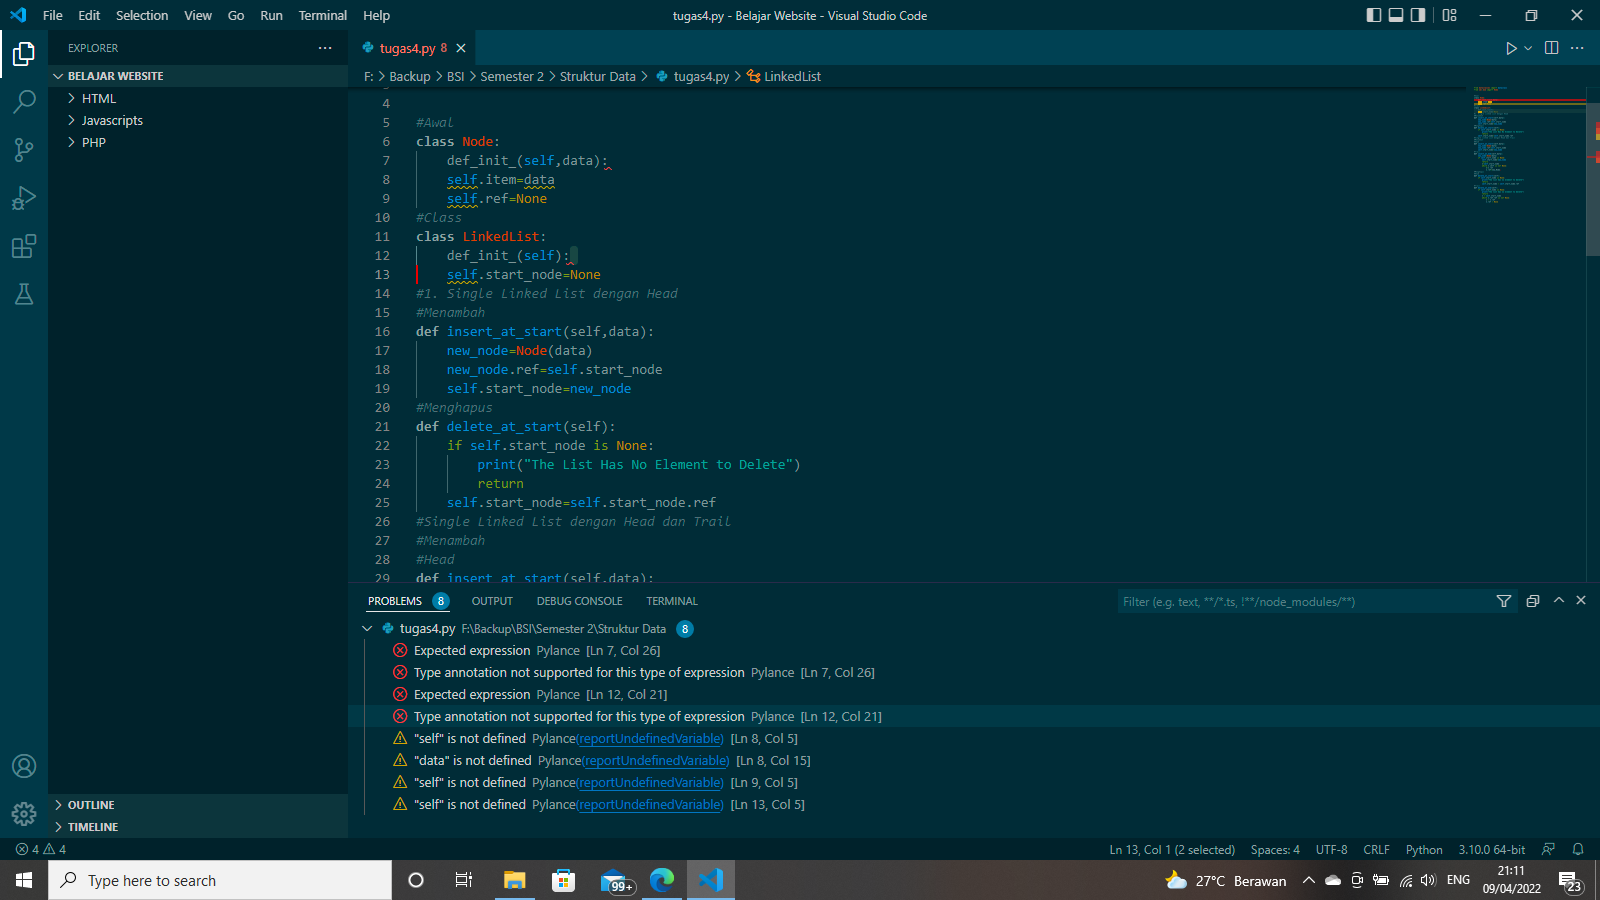 File Edit Selection View Go Run Terminal Help
tugas4.py - Belajar Website - Visual Studio Code
EXPLORER
BELAJAR WEBSITE
HTML
Javascripts
PHP
OUTLINE
TIMELINE
tugas4.py 8
F: > Backup > BSI > Semester 2 > Struktur Data > tugas4.py > LinkedList
4
5 #Awal
6 class Node:
7 def_init_(self,data):
8 self.item=data
9 self.ref=None
10 #Class
11 class LinkedList:
12 def_init_(self):
13 self.start_node=None
14 #1. Single Linked List dengan Head
15 #Menambah
16 def insert_at_start(self,data):
17 new_node=Node(data)
18 new_node.ref=self.start_node
19 self.start_node=new_node
20 #Menghapus
21 def delete_at_start(self):
22 if self.start_node is None:
23 print("The List Has No Element to Delete")
24 return
25 self.start_node=self.start_node.ref
26 #Single Linked List dengan Head dan Trail
27 #Menambah
28 #Head
29 def insert_at_start(self,data):
PROBLEMS 8 OUTPUT DEBUG CONSOLE TERMINAL
Filter (e.g. text, **/*.ts, !**/node_modules/**)
tugas4.py F:\Backup\BSI\Semester 2\Struktur Data 8
Expected expression Pylance [Ln 7, Col 26]
Type annotation not supported for this type of expression Pylance [Ln 7, Col 26]
Expected expression Pylance [Ln 12, Col 21]
Type annotation not supported for this type of expression Pylance [Ln 12, Col 21]
"self" is not defined Pylance(reportUndefinedVariable) [Ln 8, Col 5]
"data" is not defined Pylance(reportUndefinedVariable) [Ln 8, Col 15]
"self" is not defined Pylance(reportUndefinedVariable) [Ln 9, Col 5]
"self" is not defined Pylance(reportUndefinedVariable) [Ln 13, Col 5]
4 4
Ln 13, Col 1 (2 selected) Spaces: 4 UTF-8 CRLF Python 3.10.0 64-bit
Type here to search
99+
27°C Berawan
ENG
21:11
09/04/2022
23